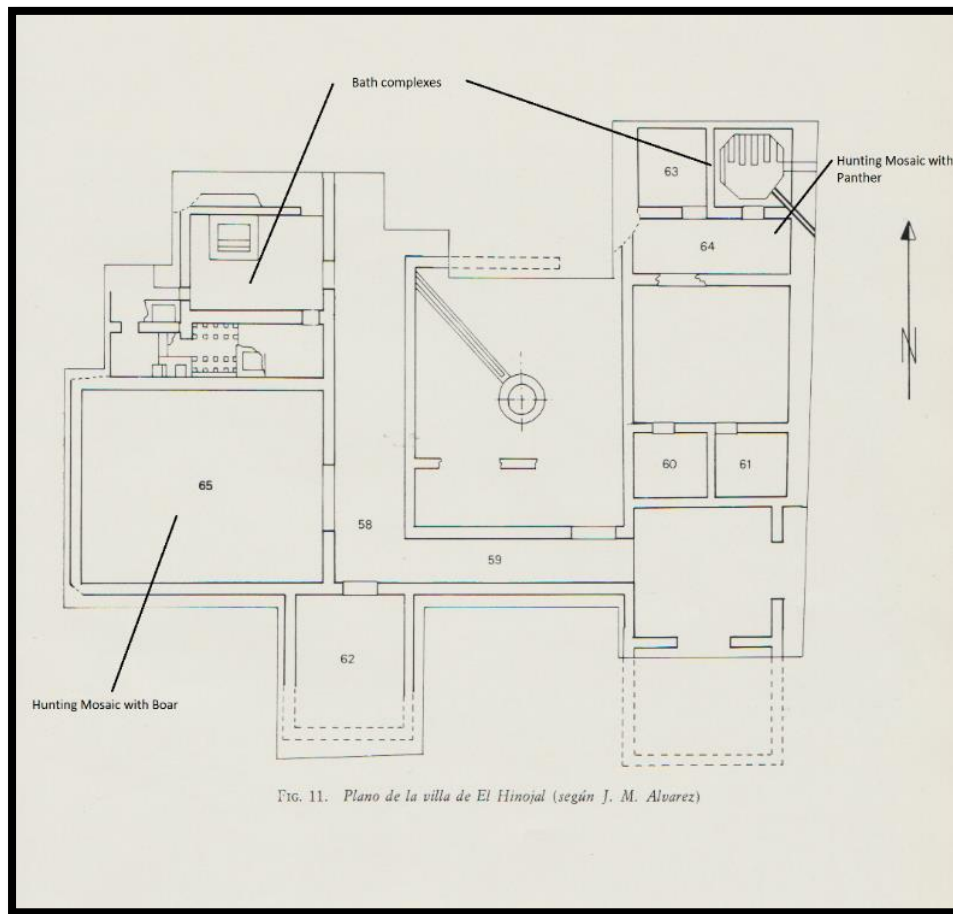 Bath complexes
Hunting Mosaic with
Panther
63
64
N
60
61
65
58
59
62
Hunting Mosaic with Boar
FIG. 11. Plano de la villa de El Hinojal (según J. M. Alvarez)